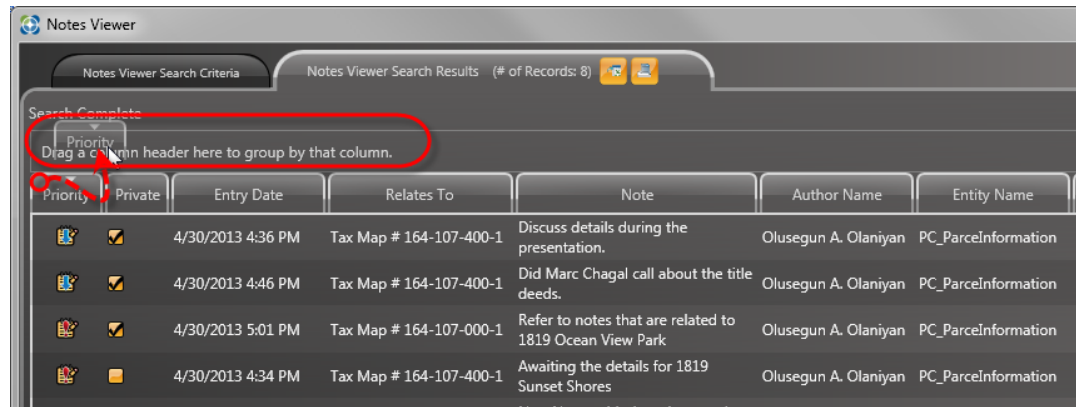 Notes Viewer
Notes Viewer Search Criteria
Notes Viewer Search Results (# of Records: 8)
Search Complete
Priority
Drag a column header here to group by that column.
Priority Private Entry Date Relates To Note Author Name Entity Name
4/30/2013 4:36 PM Tax Map # 164-107-400-1 Discuss details during the
presentation. Olusegun A. Olaniyan PC_ParceInformation
4/30/2013 4:46 PM Tax Map # 164-107-400-1 Did Marc Chagal call about the title
deeds. Olusegun A. Olaniyan PC_ParceInformation
4/30/2013 5:01 PM Tax Map # 164-107-000-1 Refer to notes that are related to
1819 Ocean View Park Olusegun A. Olaniyan PC_ParceInformation
4/30/2013 4:34 PM Tax Map # 164-107-400-1 Awaiting the details for 1819
Sunset Shores Olusegun A. Olaniyan PC_ParceInformation